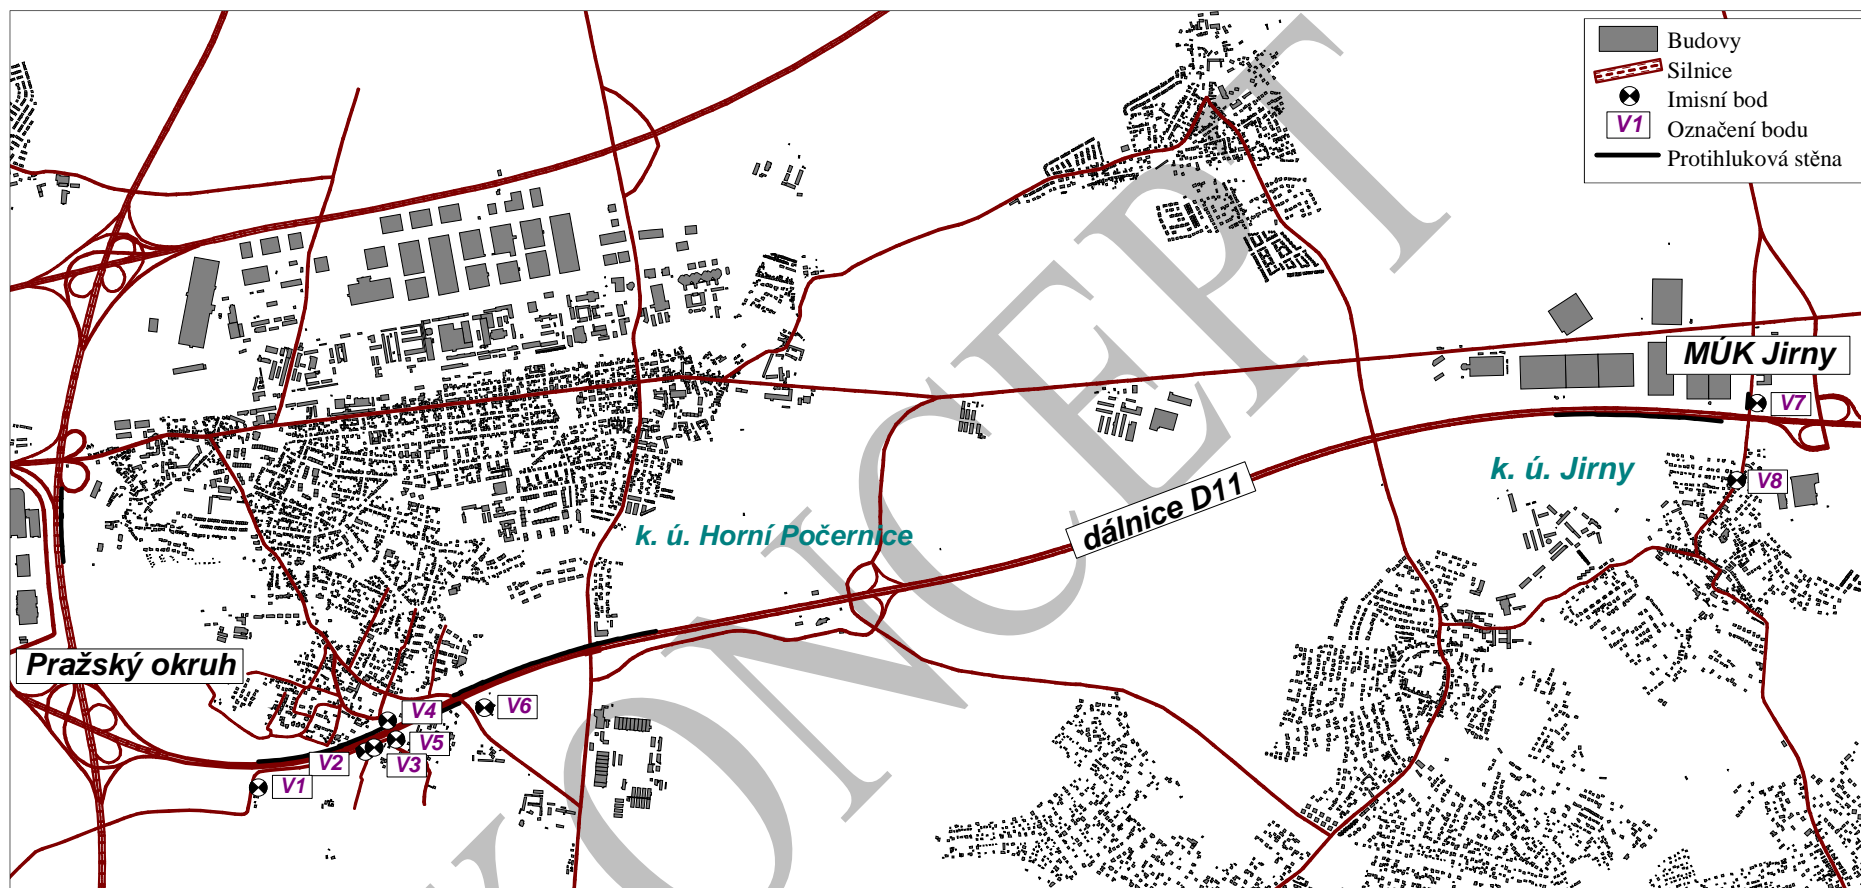 Budovy
Silnice
Imisní bod
V1 Označení bodu
Protihluková stěna
MÚK Jirny
V7
k. ú. Jirny
V8
dálnice D11
k. ú. Horní Počernice
Pražský okruh
V6
V4
V5
V2
V3
V1
KONCEPT